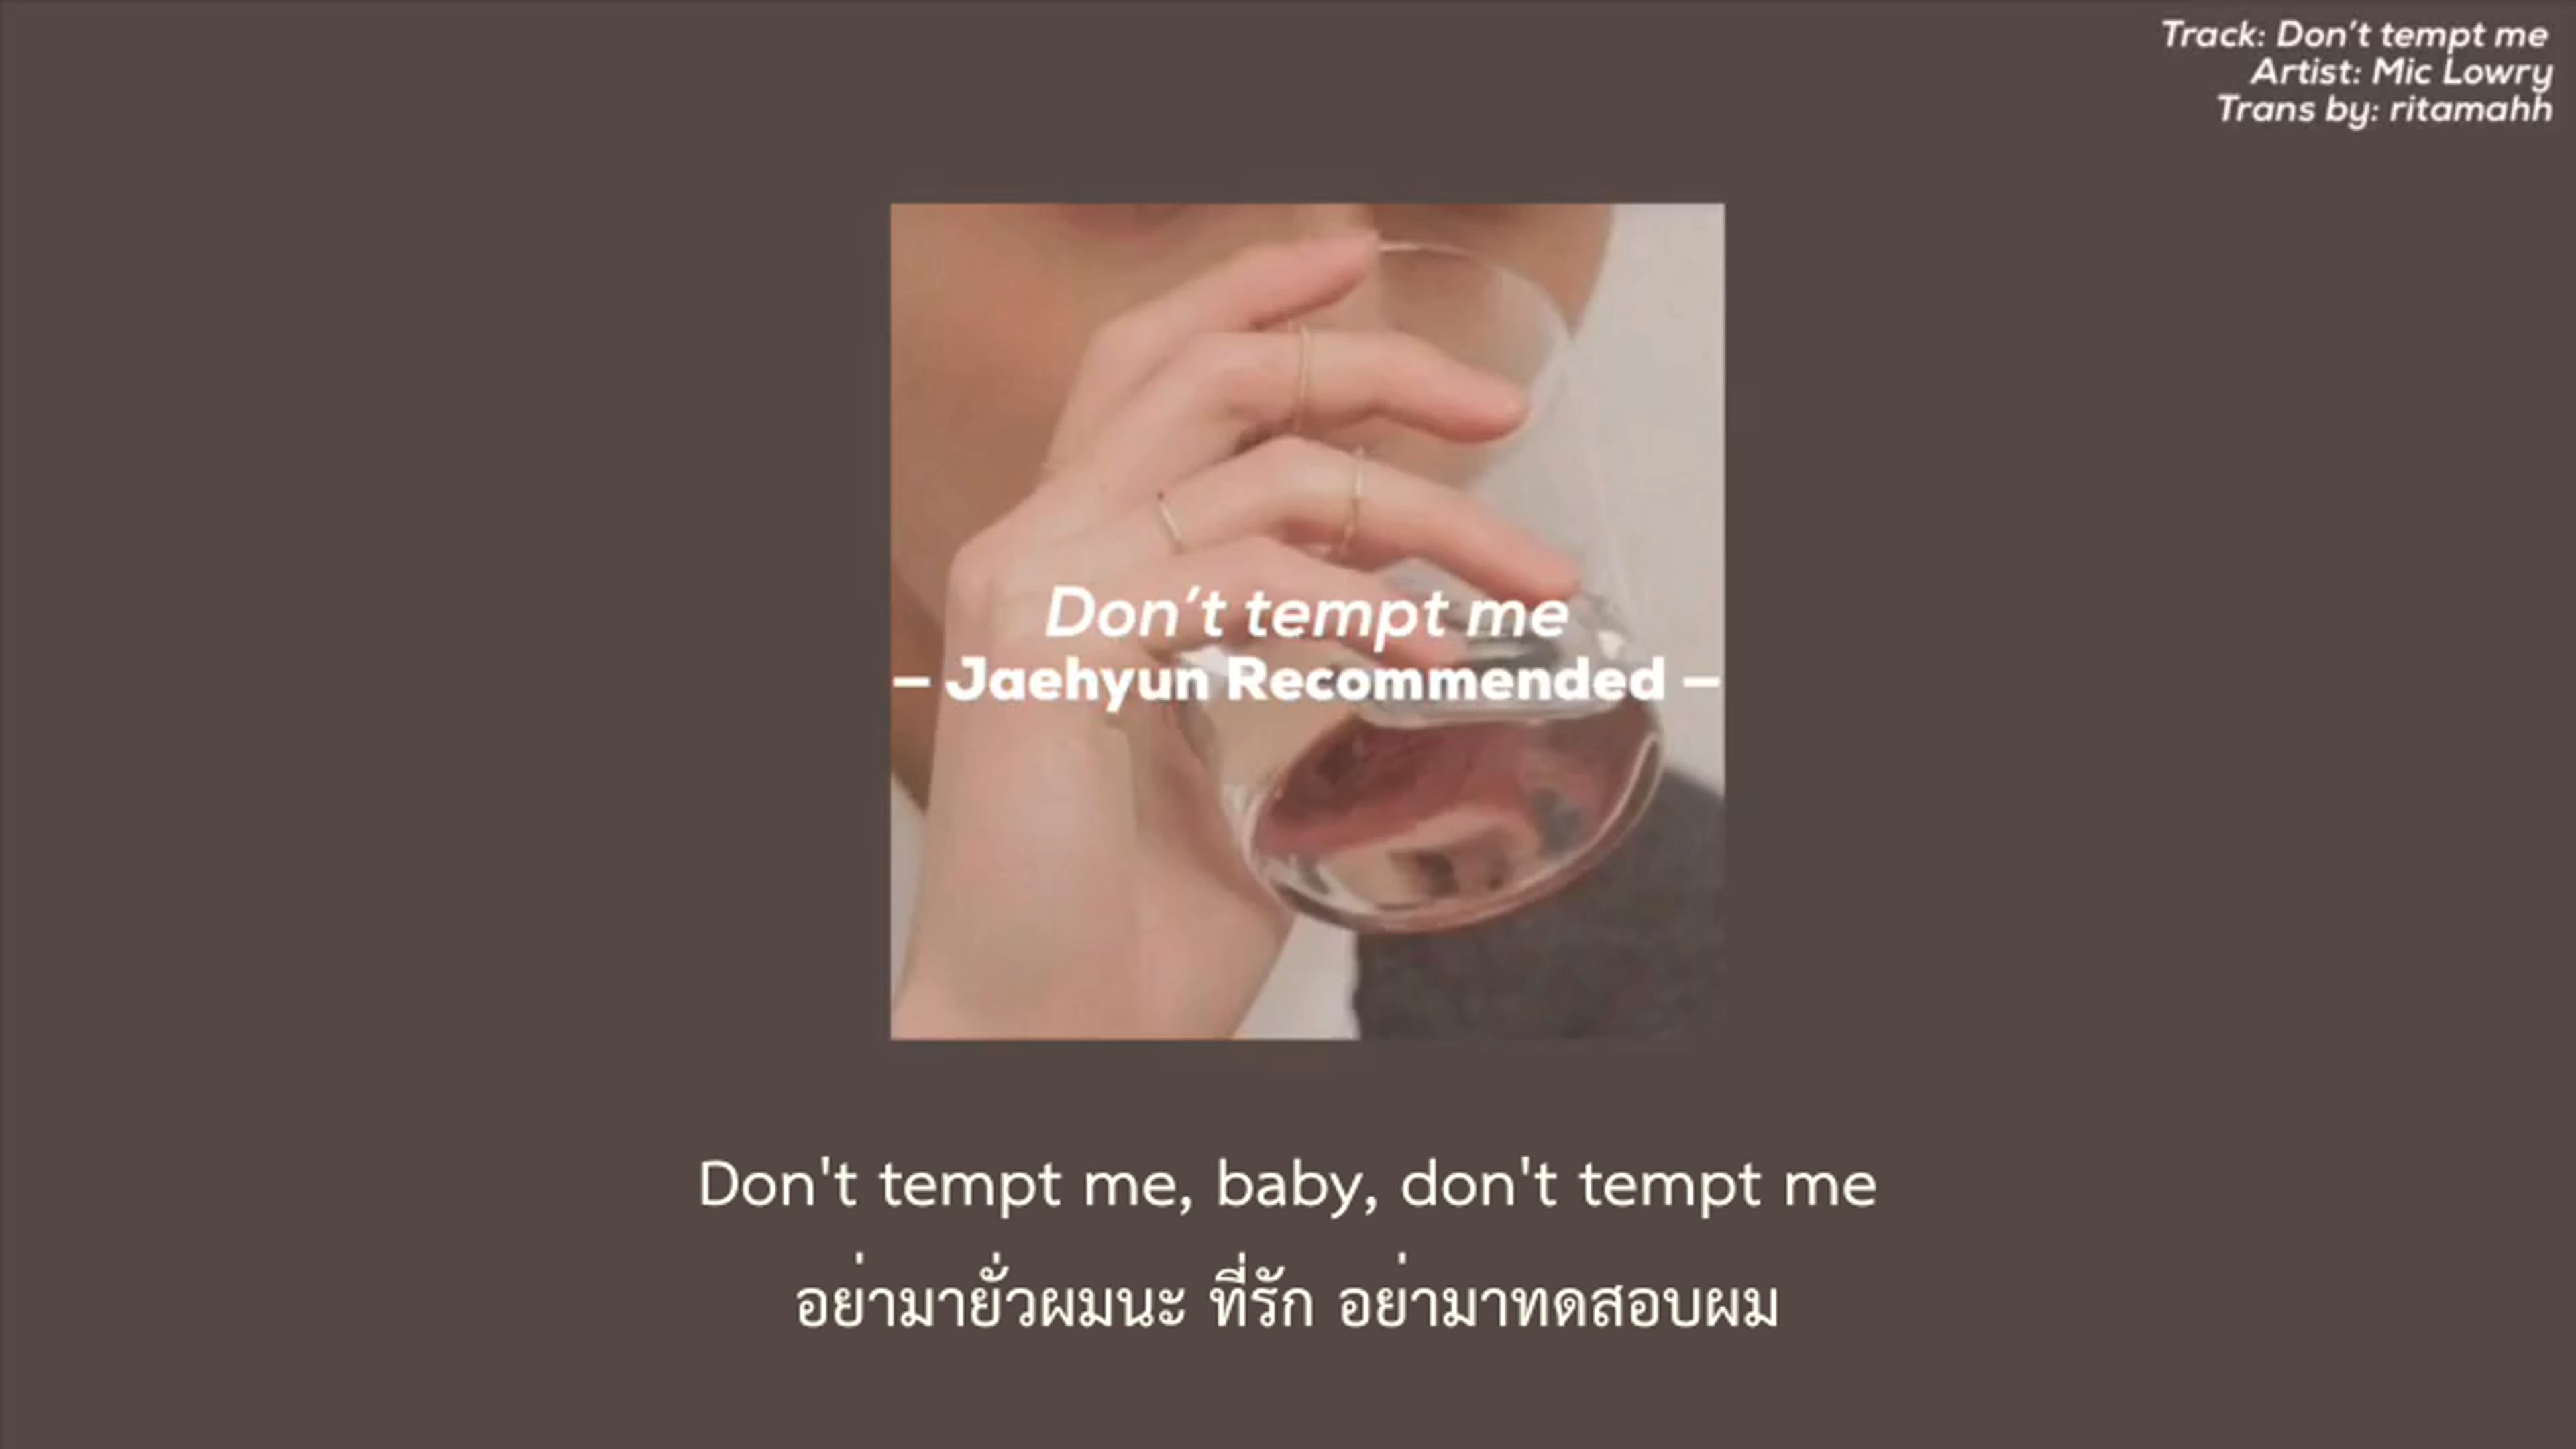 Track: Don’t tempt me
Artist: Mic Lowry
Trans by: ritamahh
Don’t tempt me
– Jaehyun Recommended –
Don't tempt me, baby, don't tempt me
อย่ามายั่วผมนะ ที่รัก อย่ามาทดสอบผม